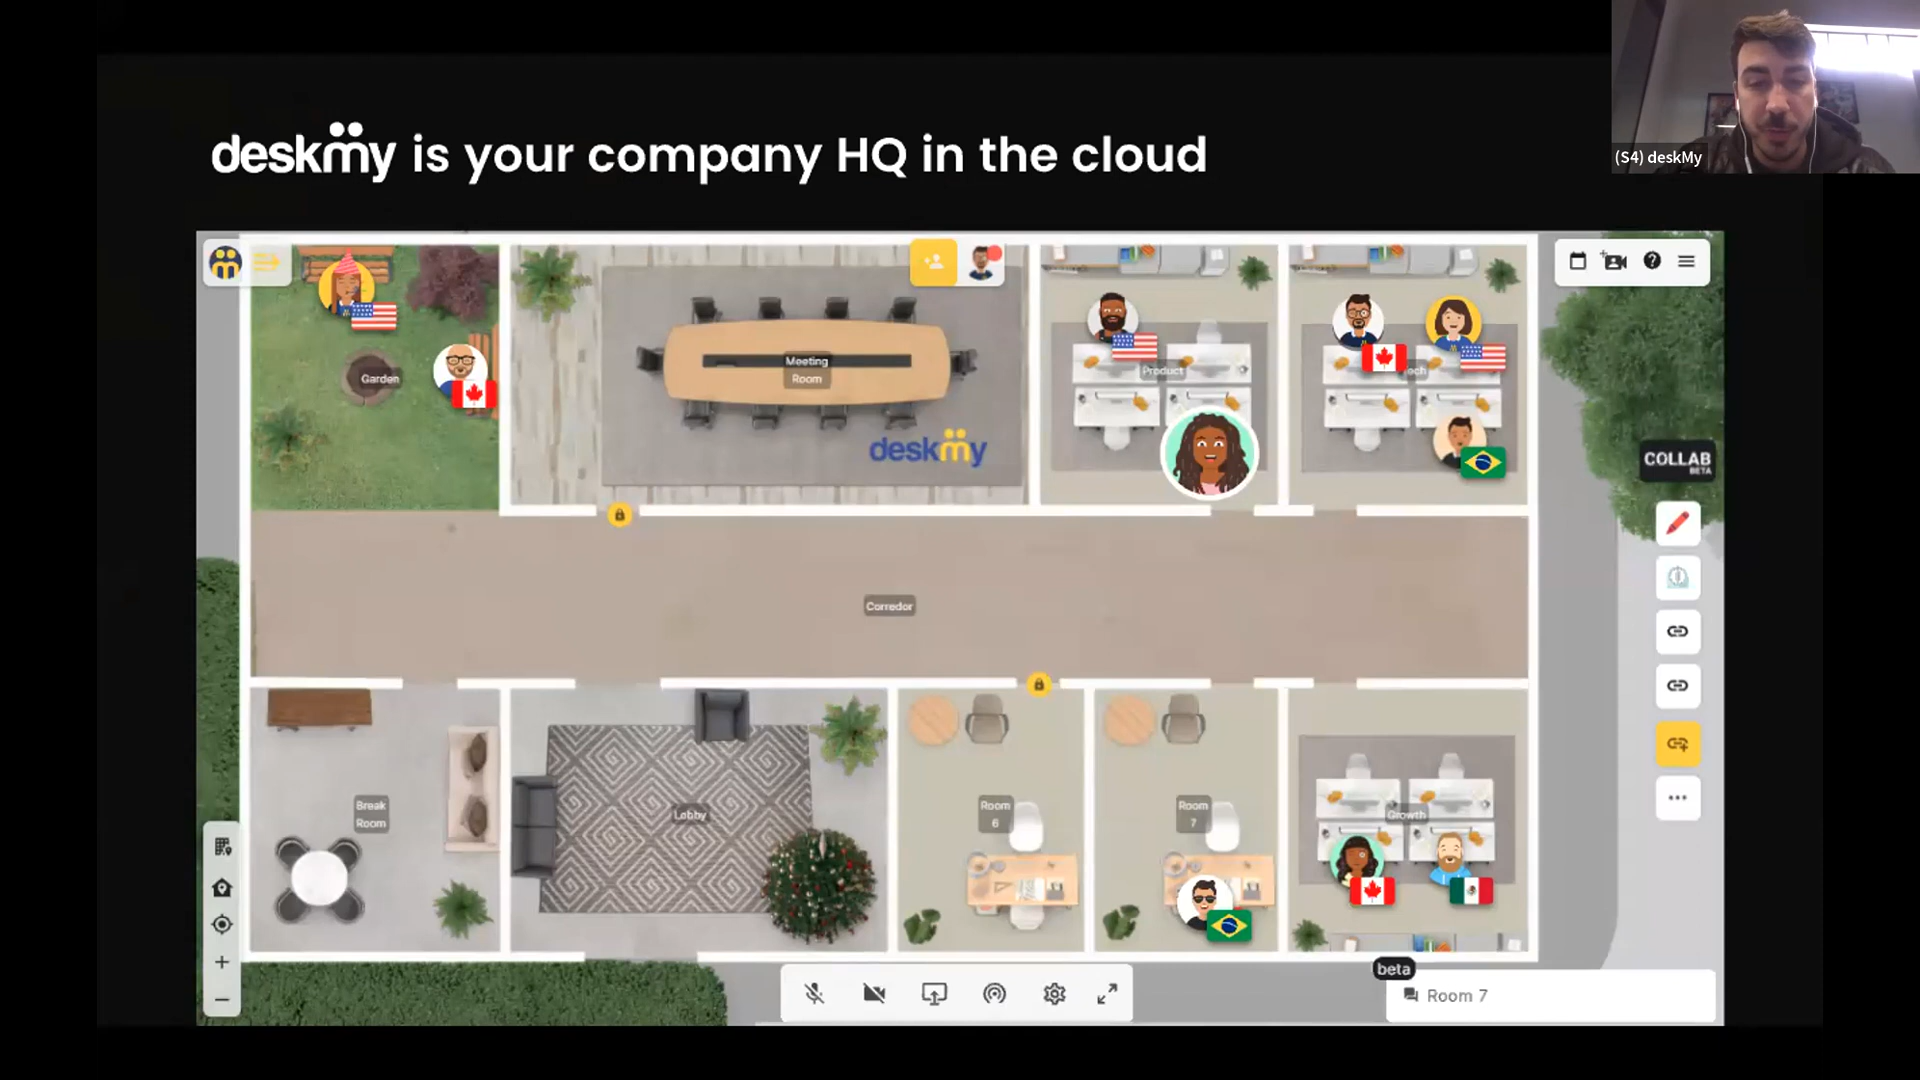 deskmy is your company HQ in the cloud
(S4) deskMy
Garden
Meeting
Room
deskmy
Product
COLLAB
BETA
Corredor
Break
Room
Lobby
Room
6
Room
7
Growth
beta
Room 7